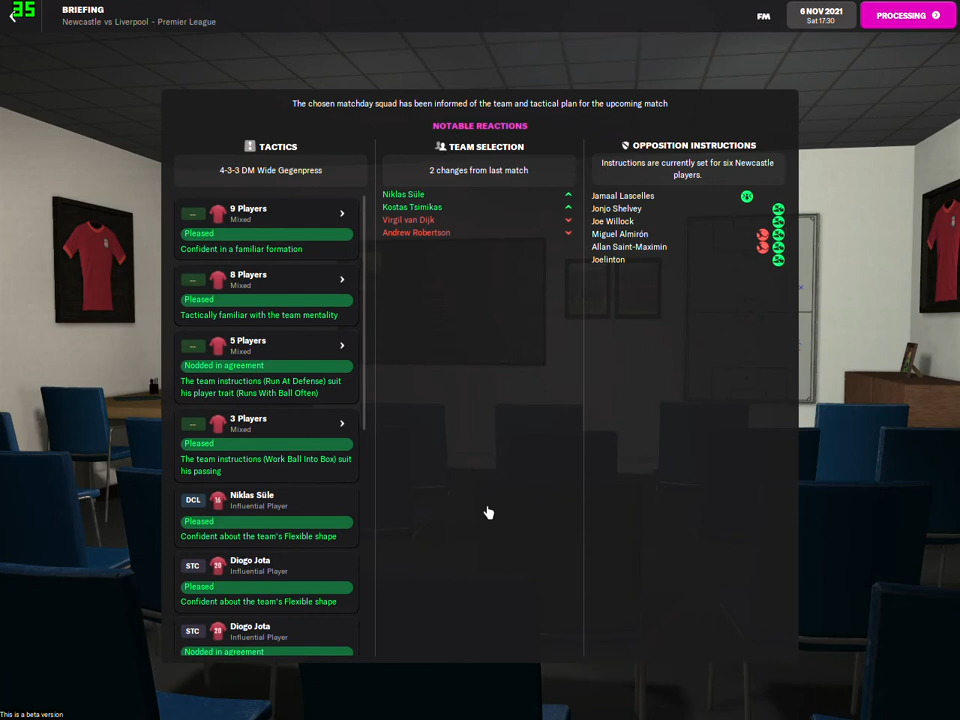 35
BRIEFING
Newcastle vs Liverpool - Premier League
FM
6 NOV 2021
Sat 17:30
PROCESSING
The chosen matchday squad has been informed of the team and tactical plan for the upcoming match
NOTABLE REACTIONS
TACTICS
4-3-3 DM Wide Gegenpress
--
9 Players
Mixed
Pleased
Confident in a familiar formation
--
8 Players
Mixed
Pleased
Tactically familiar with the team mentality
--
5 Players
Mixed
Nodded in agreement
The team instructions (Run At Defense) suit
his player trait (Runs With Ball Often)
--
3 Players
Mixed
Pleased
The team instructions (Work Ball Into Box) suit
his passing
DCL
16
Niklas Süle
Influential Player
Pleased
Confident about the team's Flexible shape
STC
20
Diogo Jota
Influential Player
Pleased
Confident about the team's Flexible shape
STC
20
Diogo Jota
Influential Player
Nodded in agreement
TEAM SELECTION
2 changes from last match
Niklas Süle
Kostas Tsimikas
Virgil van Dijk
Andrew Robertson
OPPOSITION INSTRUCTIONS
Instructions are currently set for six Newcastle
players.
Jamaal Lascelles
Jonjo Shelvey
Joe Willock
Miguel Almirón
Allan Saint-Maximin
Joelinton
This is a beta version